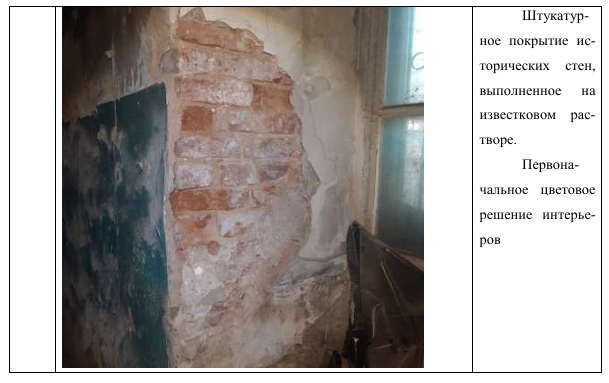 Штукатур-
ное покрытие ис-
торических стен,
выполненное на
известковом рас-
творе.
Первона-
чальное цветовое
решение интерье-
ров